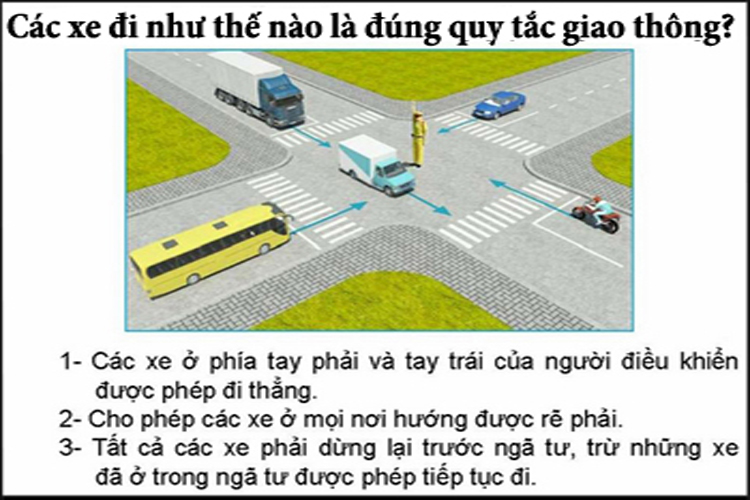 Các xe đi như thế nào là đúng quy tắc giao thông?
1- Các xe ở phía tay phải và tay trái của người điều khiển
được phép đi thẳng.
2- Cho phép các xe ở mọi nơi hướng được rẽ phải.
3- Tất cả các xe phải dừng lại trước ngã tư, trừ những xe
đã ở trong ngã tư được phép tiếp tục đi.